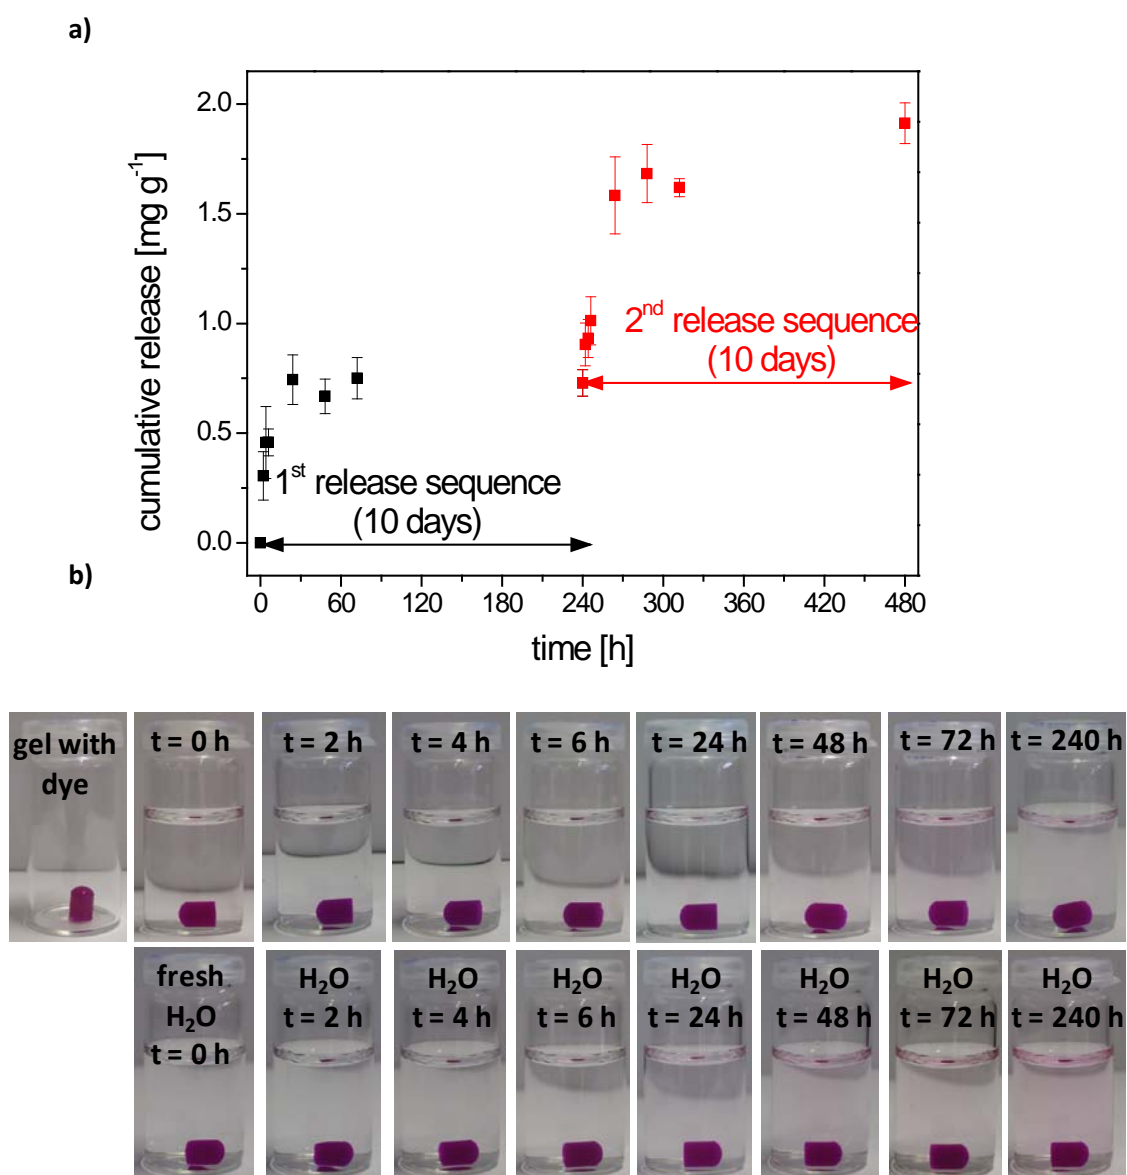 a)
cumulative release [mg g⁻¹]
2.0
1.5
1.0
0.5
0.0
2ⁿᵈ release sequence
(10 days)
1ˢᵗ release sequence
(10 days)
0 60 120 180 240 300 360 420 480
time [h]
b)
gel with
dye
t = 0 h
t = 2 h
t = 4 h
t = 6 h
t = 24 h
t = 48 h
t = 72 h
t = 240 h
fresh
H₂O
t = 0 h
H₂O
t = 2 h
H₂O
t = 4 h
H₂O
t = 6 h
H₂O
t = 24 h
H₂O
t = 48 h
H₂O
t = 72 h
H₂O
t = 240 h